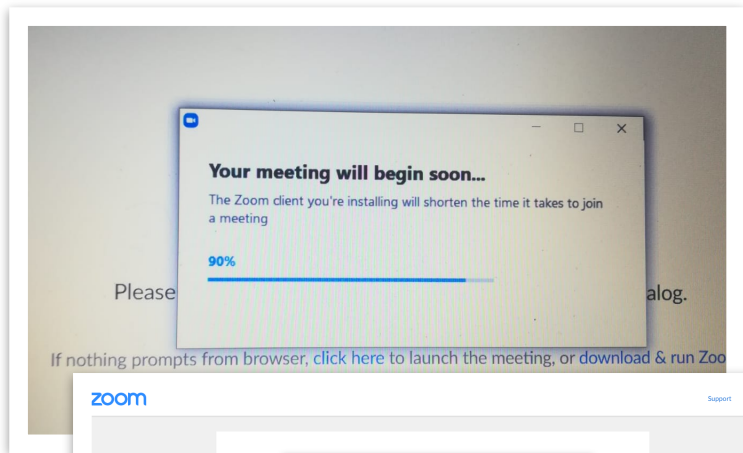 Your meeting will begin soon...
The Zoom client you're installing will shorten the time it takes to join
a meeting
90%
Please alog.
If nothing prompts from browser, click here to launch the meeting, or download & run Zoo
zoom Support